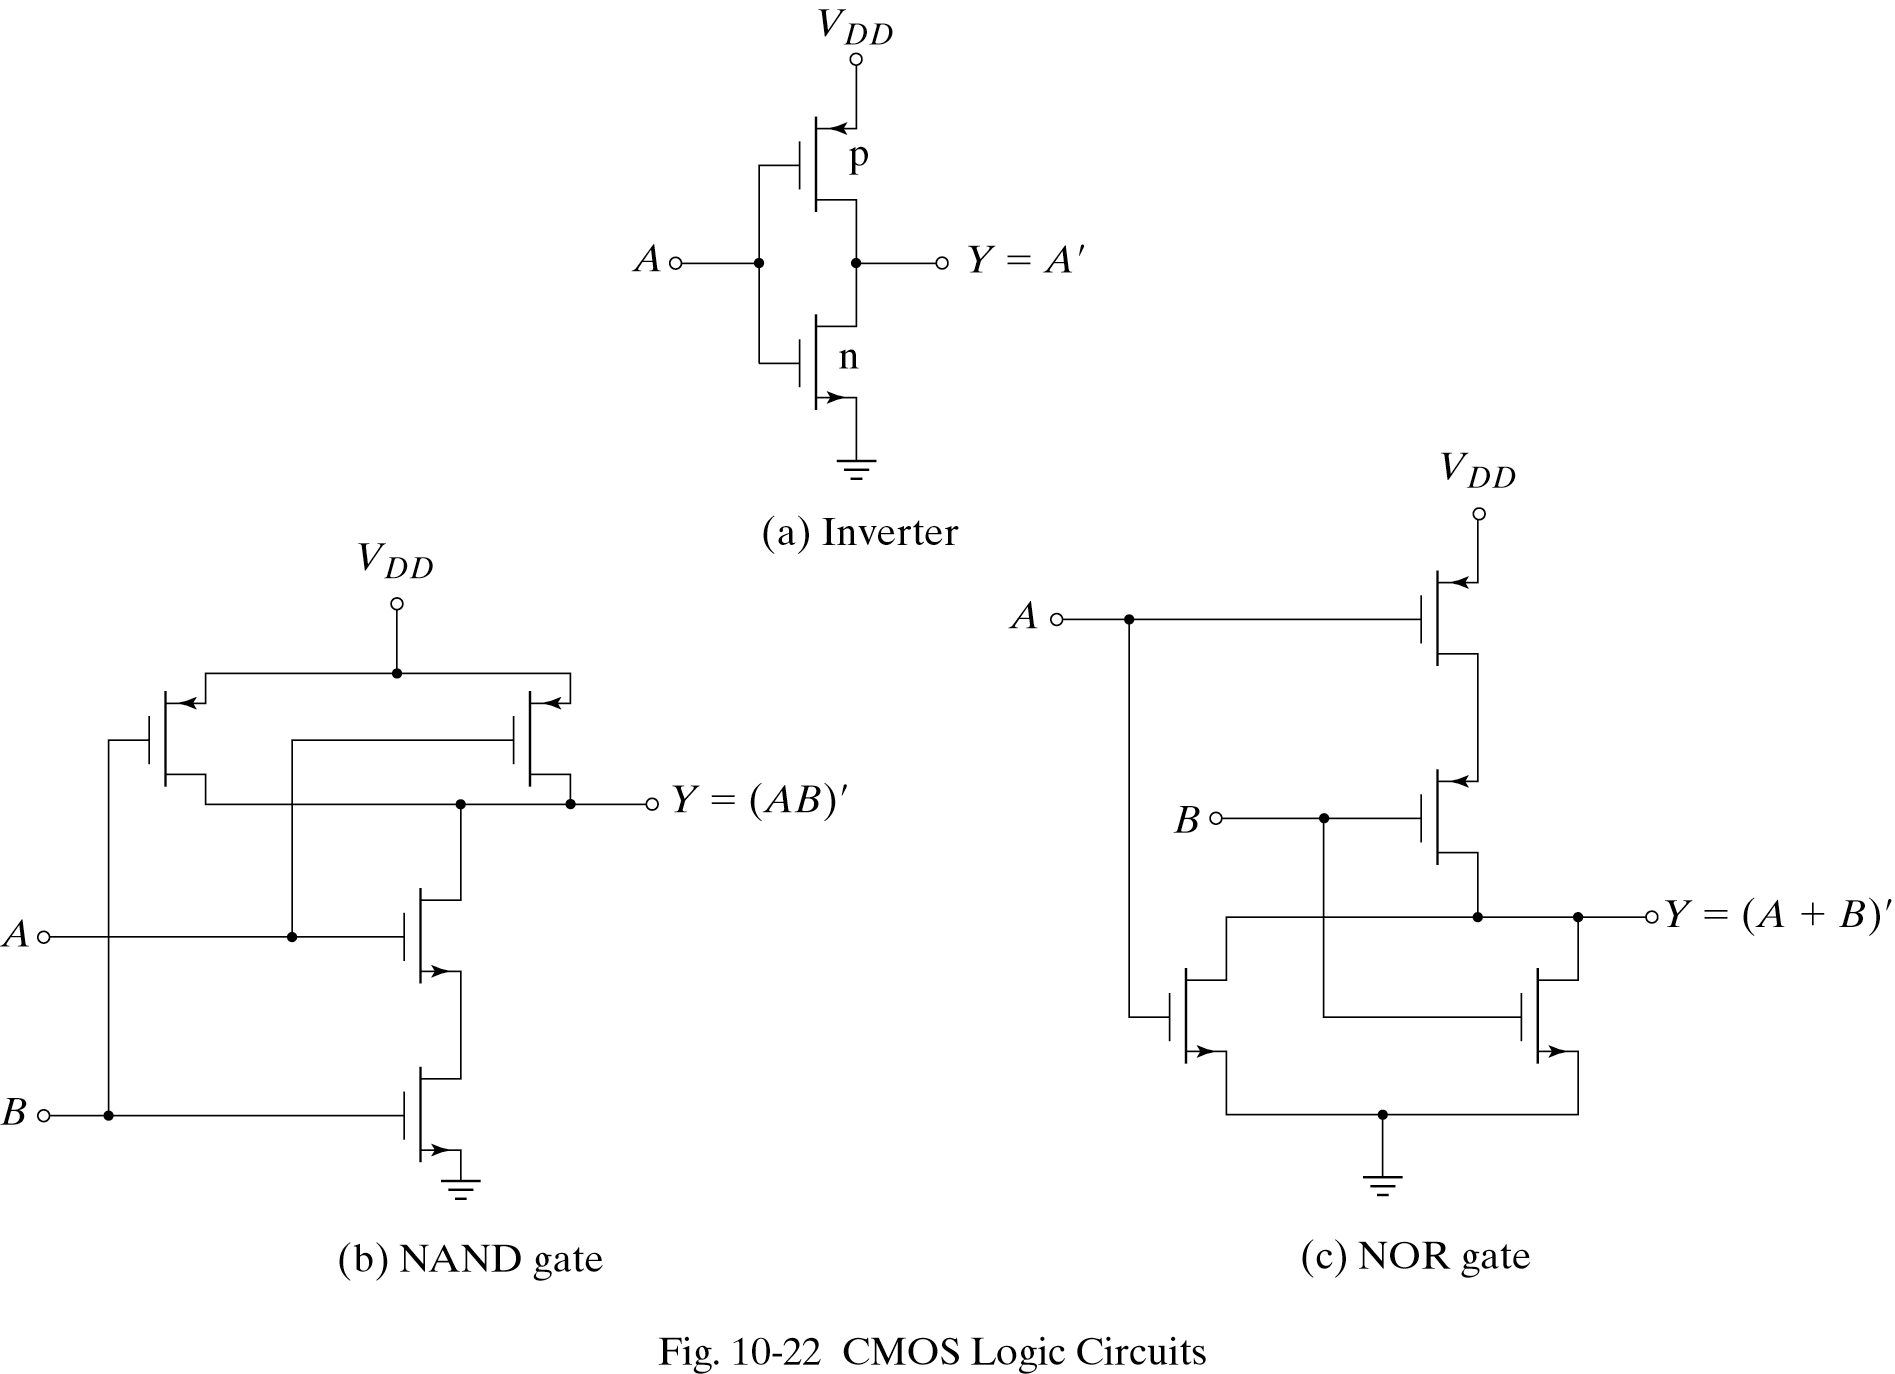 V_DD
p
A
Y = A′
n
(a) Inverter
V_DD
Y = (AB)′
A
B
(b) NAND gate
V_DD
A
B
Y = (A + B)′
(c) NOR gate
Fig. 10-22 CMOS Logic Circuits